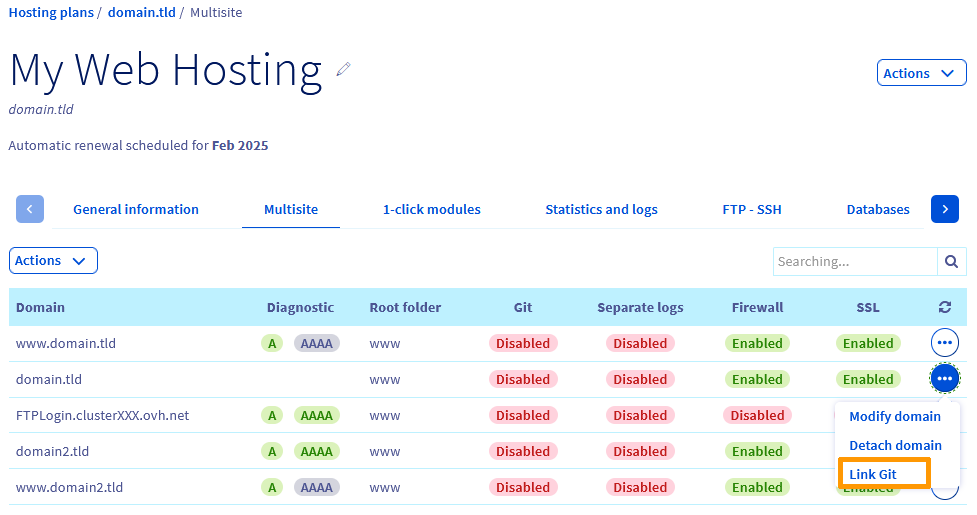 Hosting plans / domain.tld / Multisite
My Web Hosting
Actions
domain.tld
Automatic renewal scheduled for Feb 2025
General information Multisite 1-click modules Statistics and logs FTP - SSH Databases
Actions Searching...
Domain Diagnostic Root folder Git Separate logs Firewall SSL
www.domain.tld A AAAA www Disabled Disabled Enabled Enabled
domain.tld www Disabled Disabled Enabled Enabled
FTPLogin.clusterXXX.ovh.net A AAAA www Disabled Disabled Disabled
Modify domain
domain2.tld A AAAA www Disabled Disabled Enabled
Detach domain
Link Git
www.domain2.tld A AAAA www Disabled Disabled Enabled Enabled